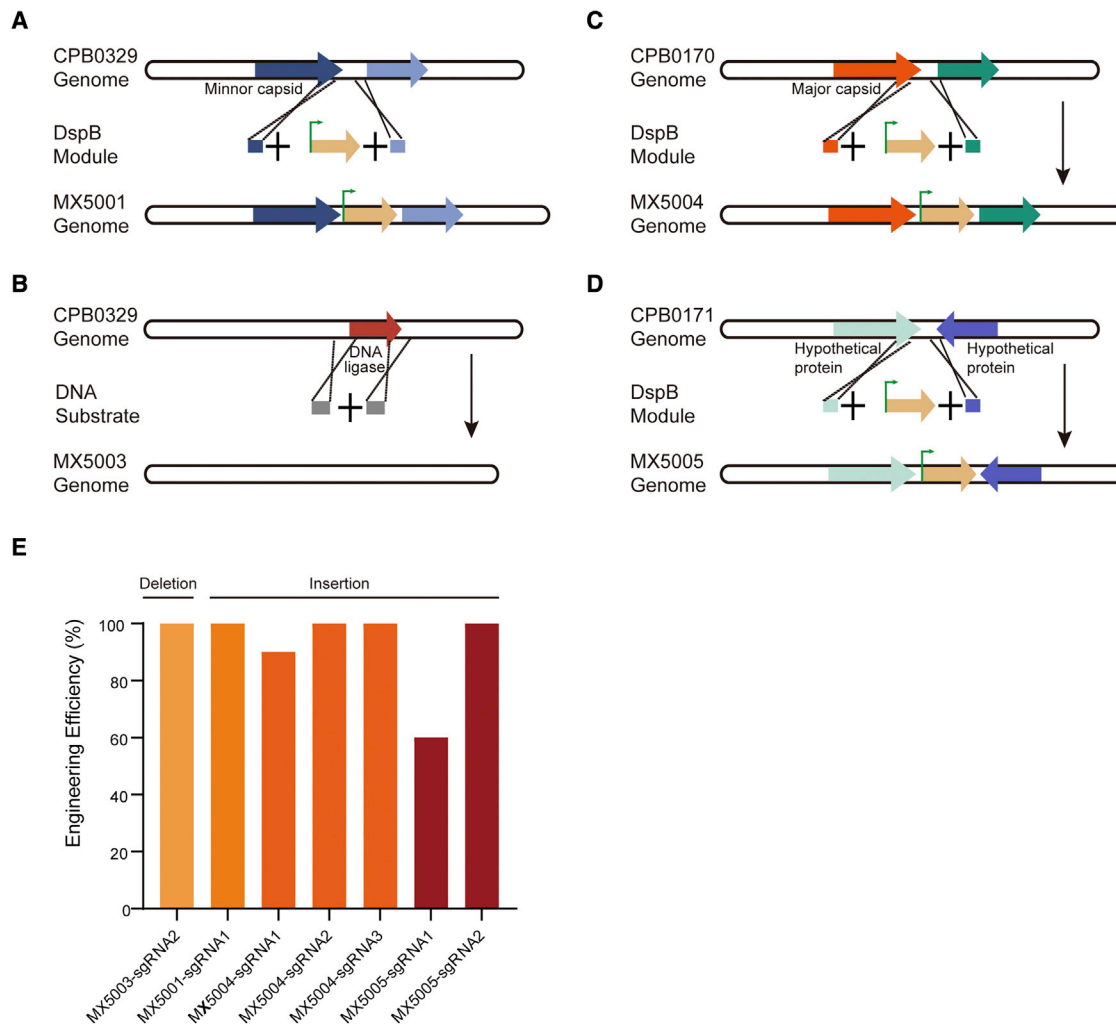 A
CPB0329
Genome
Minnor capsid
DspB
Module
MX5001
Genome
B
CPB0329
Genome
DNA
ligase
DNA
Substrate
MX5003
Genome
C
CPB0170
Genome
Major capsid
DspB
Module
MX5004
Genome
D
CPB0171
Genome
Hypothetical
protein
Hypothetical
protein
DspB
Module
MX5005
Genome
E
Deletion
Insertion
Engineering Efficiency (%)
100
80
60
40
20
0
MX5003-sgRNA2
MX5001-sgRNA1
MX5004-sgRNA1
MX5004-sgRNA2
MX5004-sgRNA3
MX5005-sgRNA1
MX5005-sgRNA2